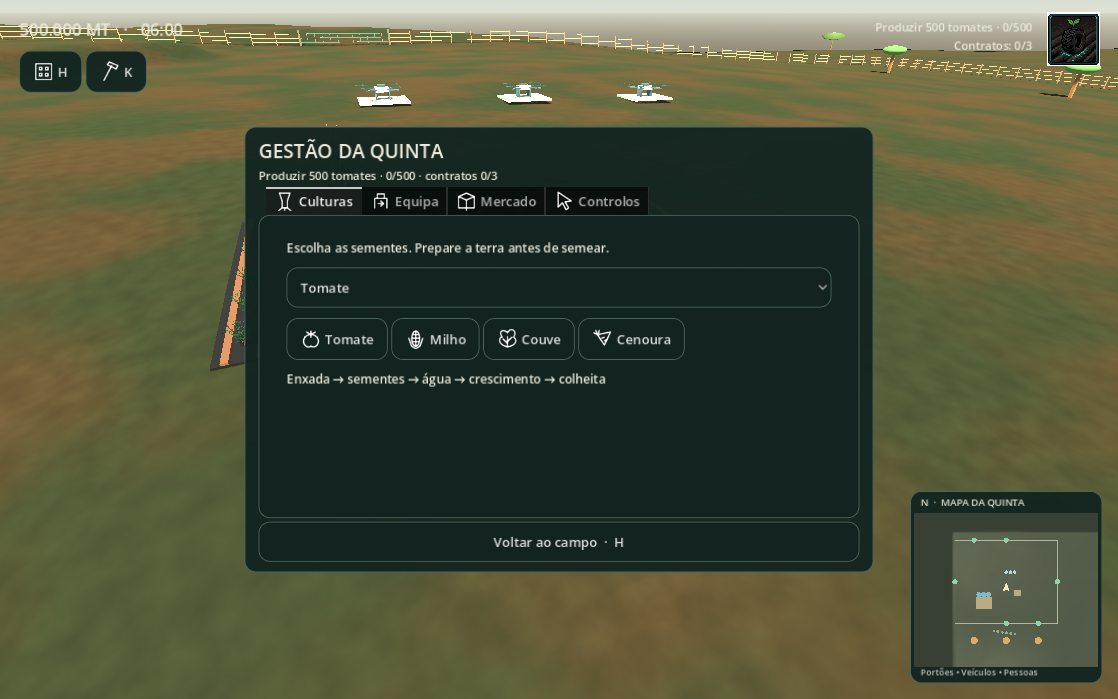 500.000 MT · 06:00
Produzir 500 tomates · 0/500
Contratos: 0/3
H
K
GESTÃO DA QUINTA
Produzir 500 tomates · 0/500 · contratos 0/3
Culturas
Equipa
Mercado
Controlos
Escolha as sementes. Prepare a terra antes de semear.
Tomate
Tomate
Milho
Couve
Cenoura
Enxada → sementes → água → crescimento → colheita
Voltar ao campo · H
N · MAPA DA QUINTA
Portões • Veículos • Pessoas